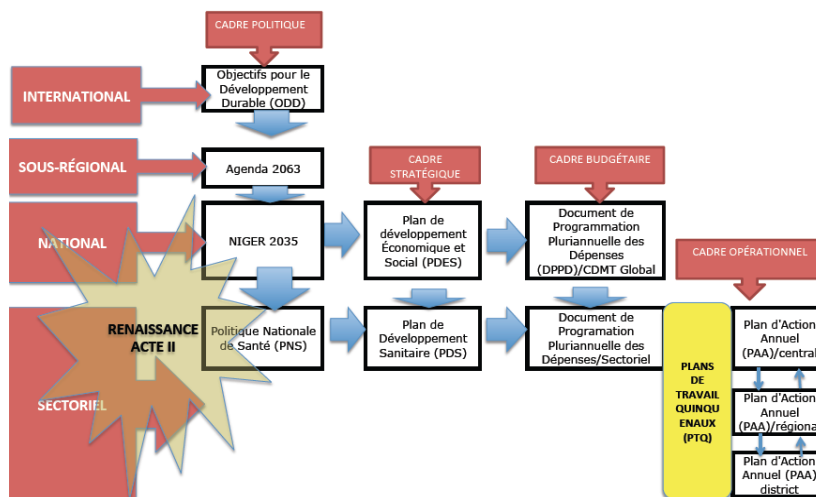 CADRE POLITIQUE
INTERNATIONAL
Objectifs pour le
Développement
Durable (ODD)
SOUS-RÉGIONAL
Agenda 2063
CADRE
STRATÉGIQUE
CADRE BUDGÉTAIRE
NATIONAL
NIGER 2035
Plan de
développement
Économique et
Social (PDES)
Document de
Programmation
Pluriannuelle des
Dépenses
(DPPD)/CDMT Global
CADRE OPÉRATIONNEL
RENAISSANCE
ACTE II
SECTORIEL
Politique Nationale
de Santé (PNS)
Plan de
Développement
Sanitaire (PDS)
Document de
Programation
Pluriannuelle des
Dépenses/Sectoriel
PLANS
DE
TRAVAIL
QUINQU
ENAUX
(PTQ)
Plan d'Action
Annuel
(PAA)/central
Plan d'Action
Annuel
(PAA)/régional
Plan d'Action
Annuel (PAA)
district